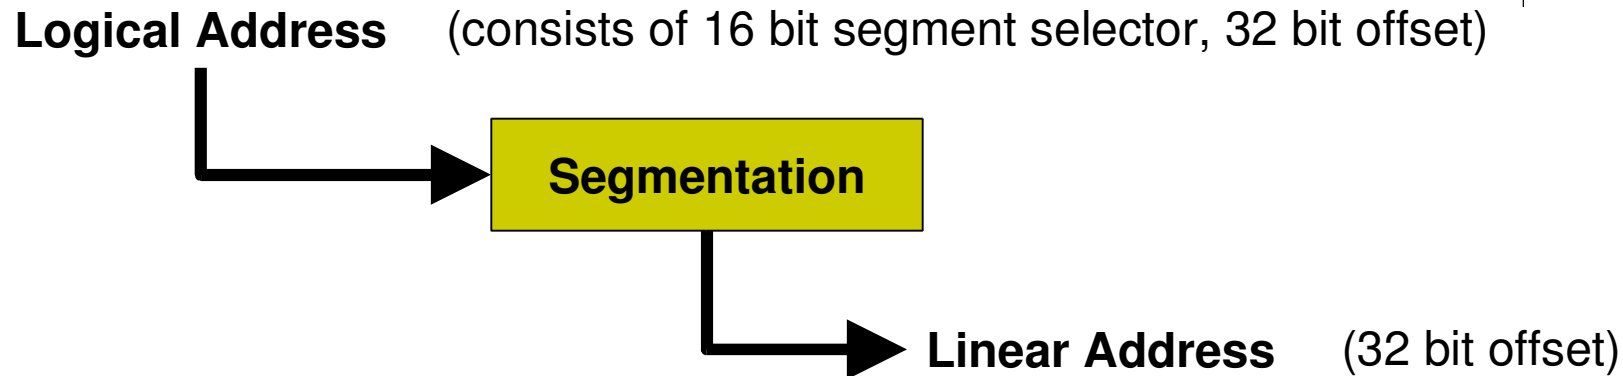 Logical Address (consists of 16 bit segment selector, 32 bit offset)
Segmentation
Linear Address (32 bit offset)